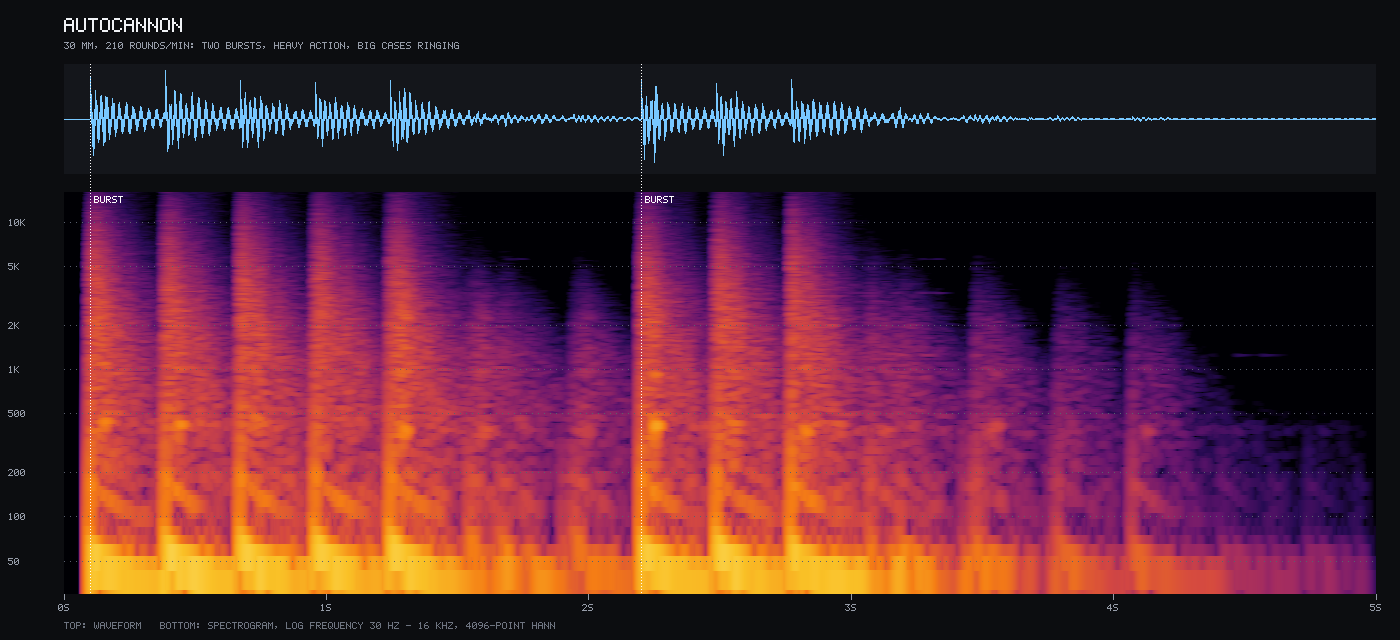 AUTOCANNON
30 MM, 210 ROUNDS/MIN: TWO BURSTS, HEAVY ACTION, BIG CASES RINGING
BURST BURST
10K
5K
2K
1K
500
200
100
50
0S 1S 2S 3S 4S 5S
TOP: WAVEFORM BOTTOM: SPECTROGRAM, LOG FREQUENCY 30 HZ - 16 KHZ, 4096-POINT HANN